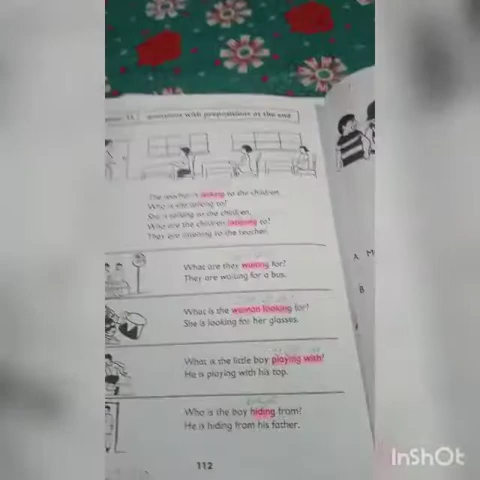 questions with prepositions at the end
The teacher is talking to the children.
Who is she talking to?
She is talking to the children.
Who are the children listening to?
They are listening to the teacher.
What are they waiting for?
They are waiting for a bus.
What is the woman looking for?
She is looking for her glasses.
What is the little boy playing with?
He is playing with his top.
Who is the boy hiding from?
He is hiding from his father.
112
A
M
B
InShOt